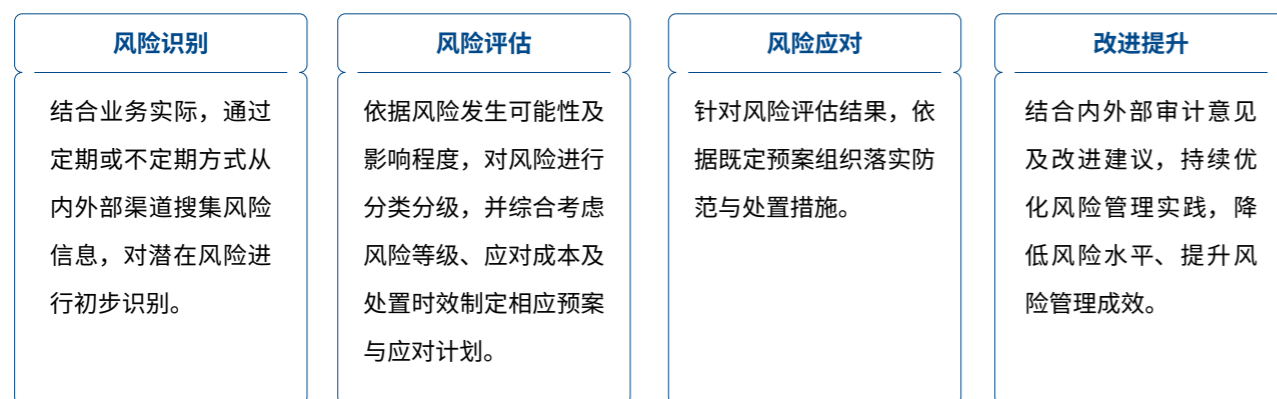 风险识别
结合业务实际，通过
定期或不定期方式从
内外部渠道搜集风险
信息，对潜在风险进
行初步识别。
风险评估
依据风险发生可能性及
影响程度，对风险进行
分类分级，并综合考虑
风险等级、应对成本及
处置时效制定相应预案
与应对计划。
风险应对
针对风险评估结果，依
据既定预案组织落实防
范与处置措施。
改进提升
结合内外部审计意见
及改进建议，持续优
化风险管理实践，降
低风险水平、提升风
险管理成效。